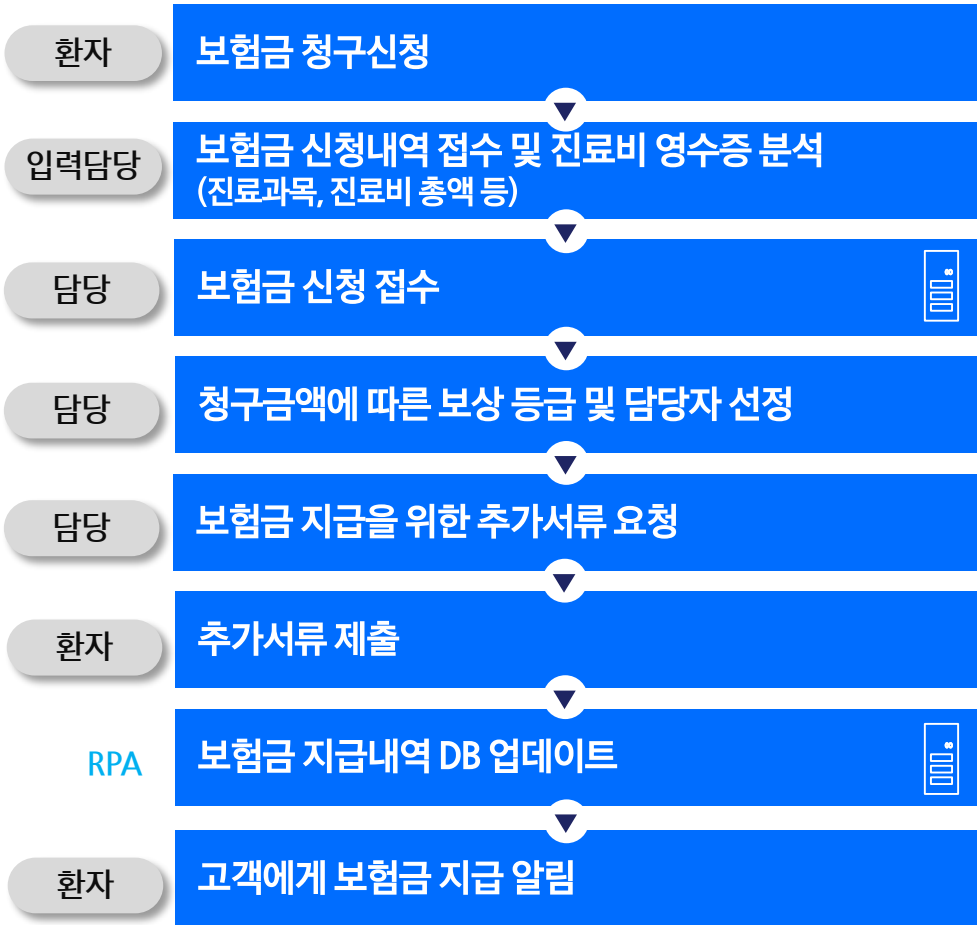 환자
보험금 청구신청
입력담당
보험금 신청내역 접수 및 진료비 영수증 분석
(진료과목, 진료비 총액 등)
담당
보험금 신청 접수
담당
청구금액에 따른 보상 등급 및 담당자 선정
담당
보험금 지급을 위한 추가서류 요청
환자
추가서류 제출
RPA
보험금 지급내역 DB 업데이트
환자
고객에게 보험금 지급 알림